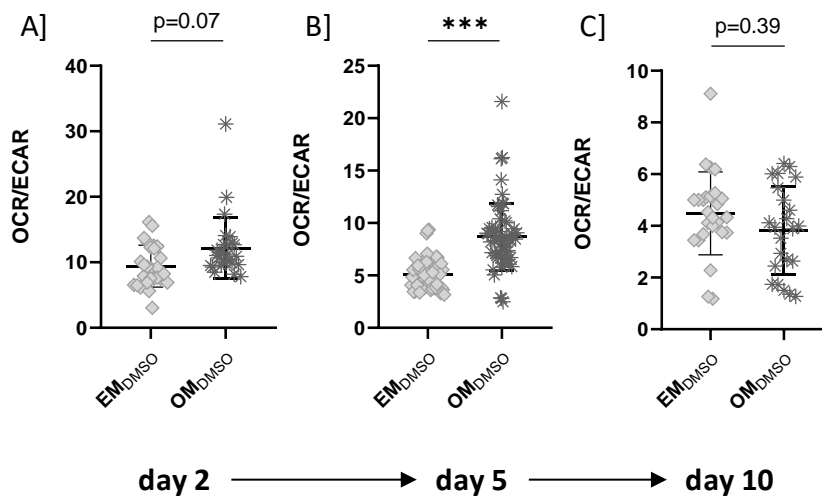 A]
p=0.07
OCR/ECAR
40
30
20
10
0
EMDMSO
OMDMSO
B]
***
OCR/ECAR
25
20
15
10
5
0
EMDMSO
OMDMSO
C]
p=0.39
OCR/ECAR
10
8
6
4
2
0
EMDMSO
OMDMSO
day 2
day 5
day 10